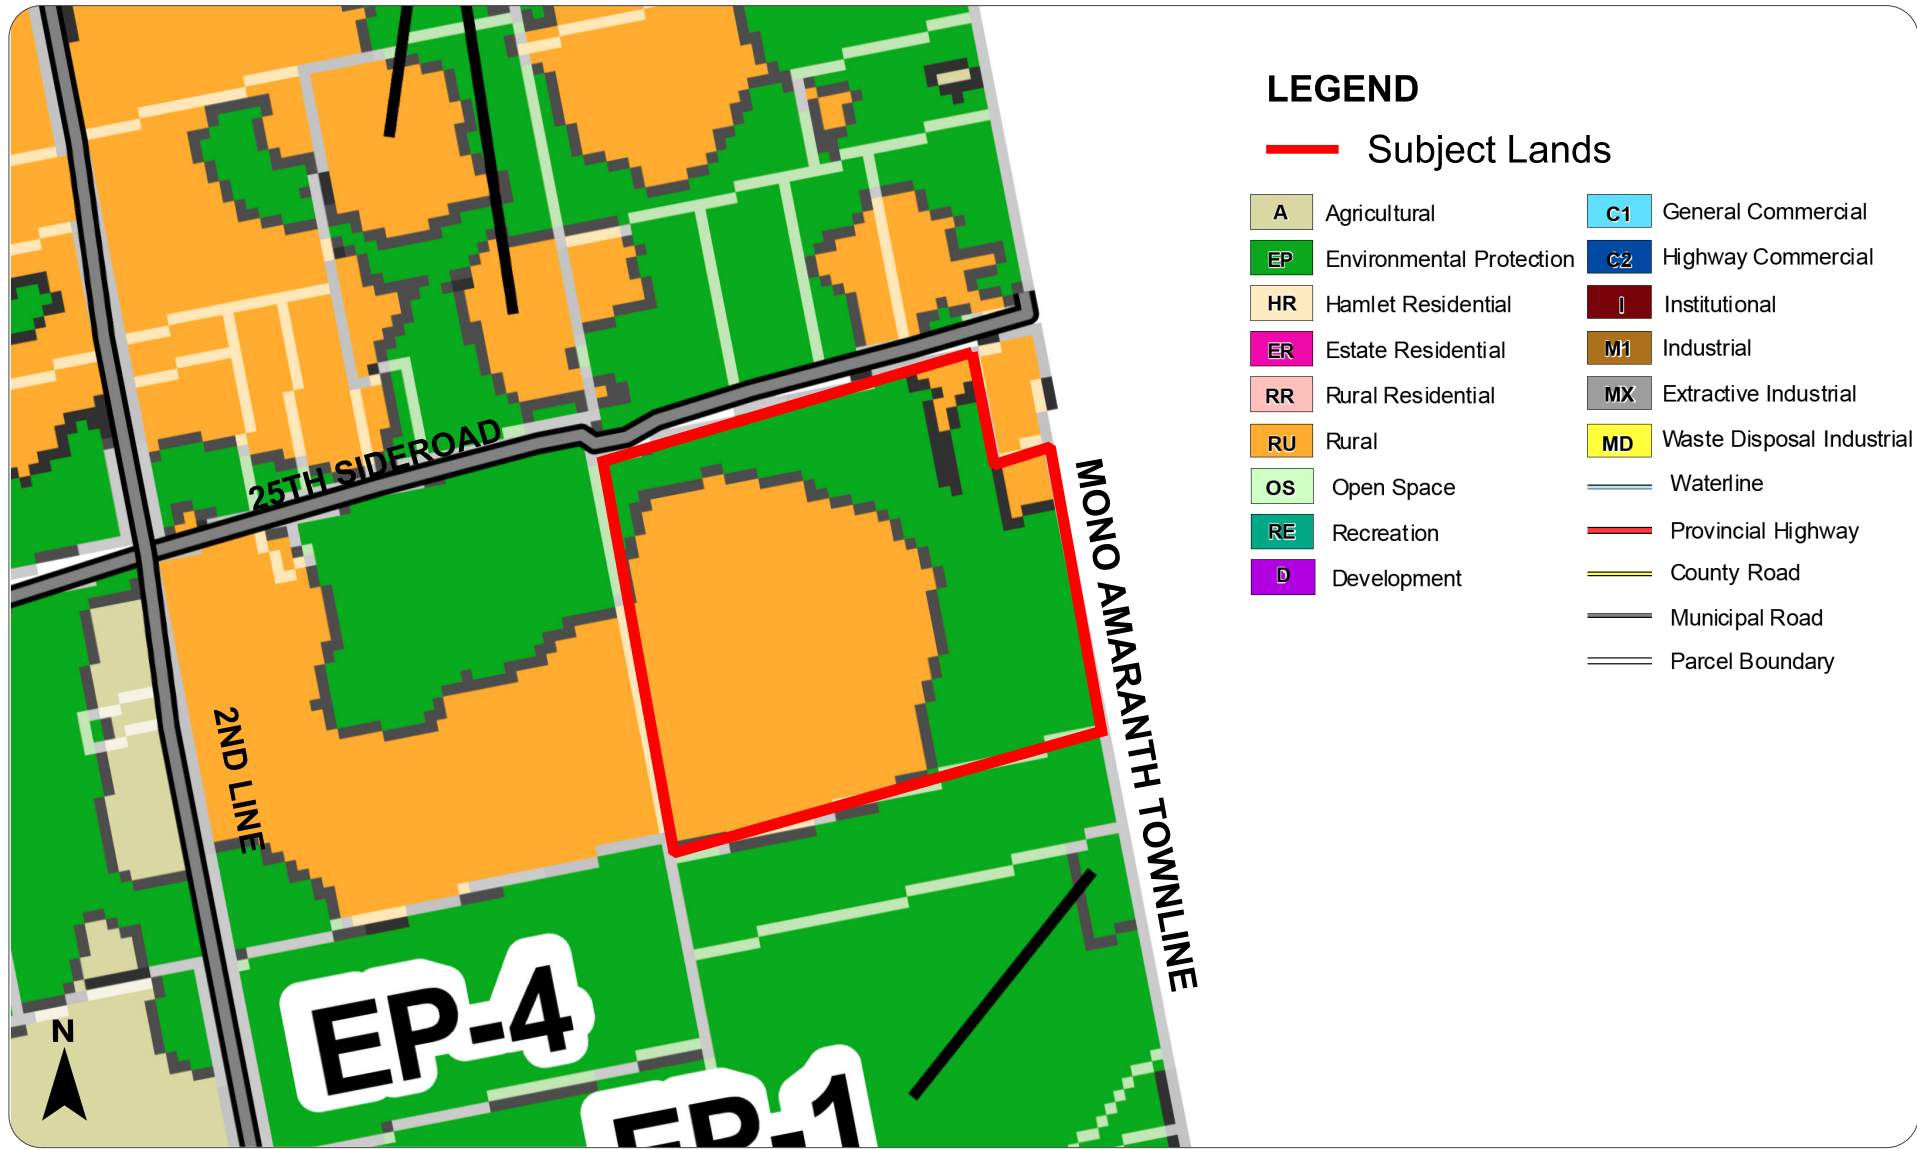 LEGEND
Subject Lands
A Agricultural
EP Environmental Protection
HR Hamlet Residential
ER Estate Residential
RR Rural Residential
RU Rural
OS Open Space
RE Recreation
D Development
C1 General Commercial
C2 Highway Commercial
I Institutional
M1 Industrial
MX Extractive Industrial
MD Waste Disposal Industrial
Waterline
Provincial Highway
County Road
Municipal Road
Parcel Boundary
25TH SIDEROAD
2ND LINE
MONO AMARANTH TOWNLINE
EP-4
EP-1
N